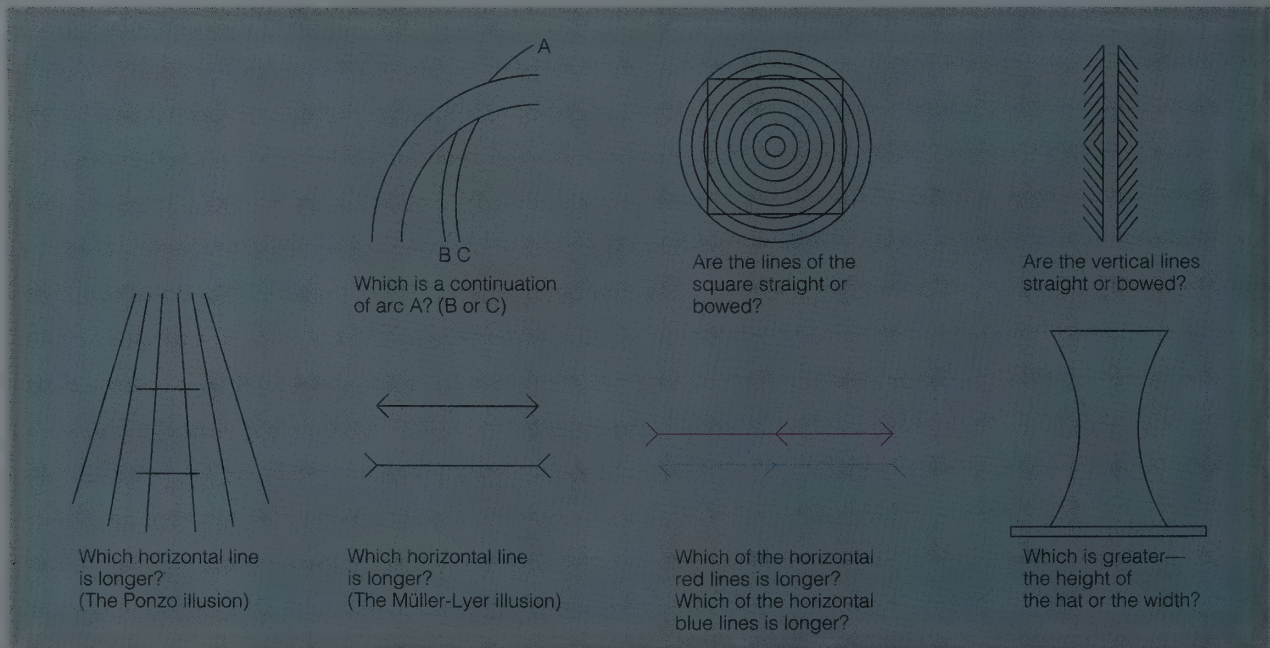 A
B C
Which is a continuation
of arc A? (B or C)
Are the lines of the
square straight or
bowed?
Are the vertical lines
straight or bowed?
Which horizontal line
is longer?
(The Ponzo illusion)
Which horizontal line
is longer?
(The Müller-Lyer illusion)
Which of the horizontal
red lines is longer?
Which of the horizontal
blue lines is longer?
Which is greater—
the height of
the hat or the width?